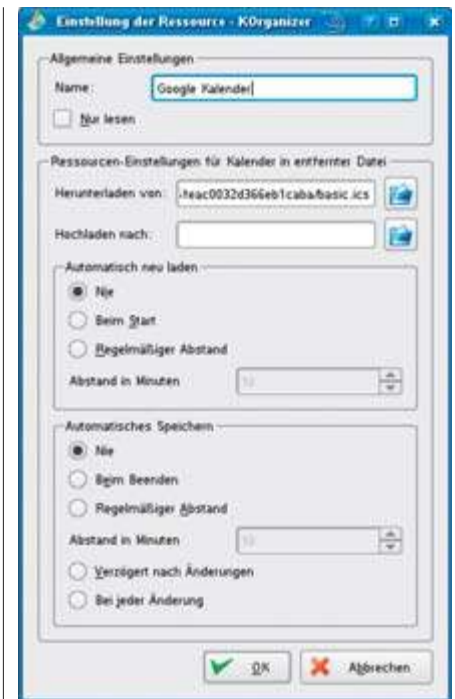 Einstellung der Ressource - KOrganizer
Allgemeine Einstellungen
Name: Google Kalender
Nur lesen
Ressourcen-Einstellungen für Kalender in entfernter Datei
Herunterladen von: -feac0032d366eb1caba/basic.ics
Hochladen nach:
Automatisch neu laden
Nie
Beim Start
Regelmäßiger Abstand
Abstand in Minuten 10
Automatisches Speichern
Nie
Beim Beenden
Regelmäßiger Abstand
Abstand in Minuten 10
Verzögert nach Änderungen
Bei jeder Änderung
OK Abbrechen